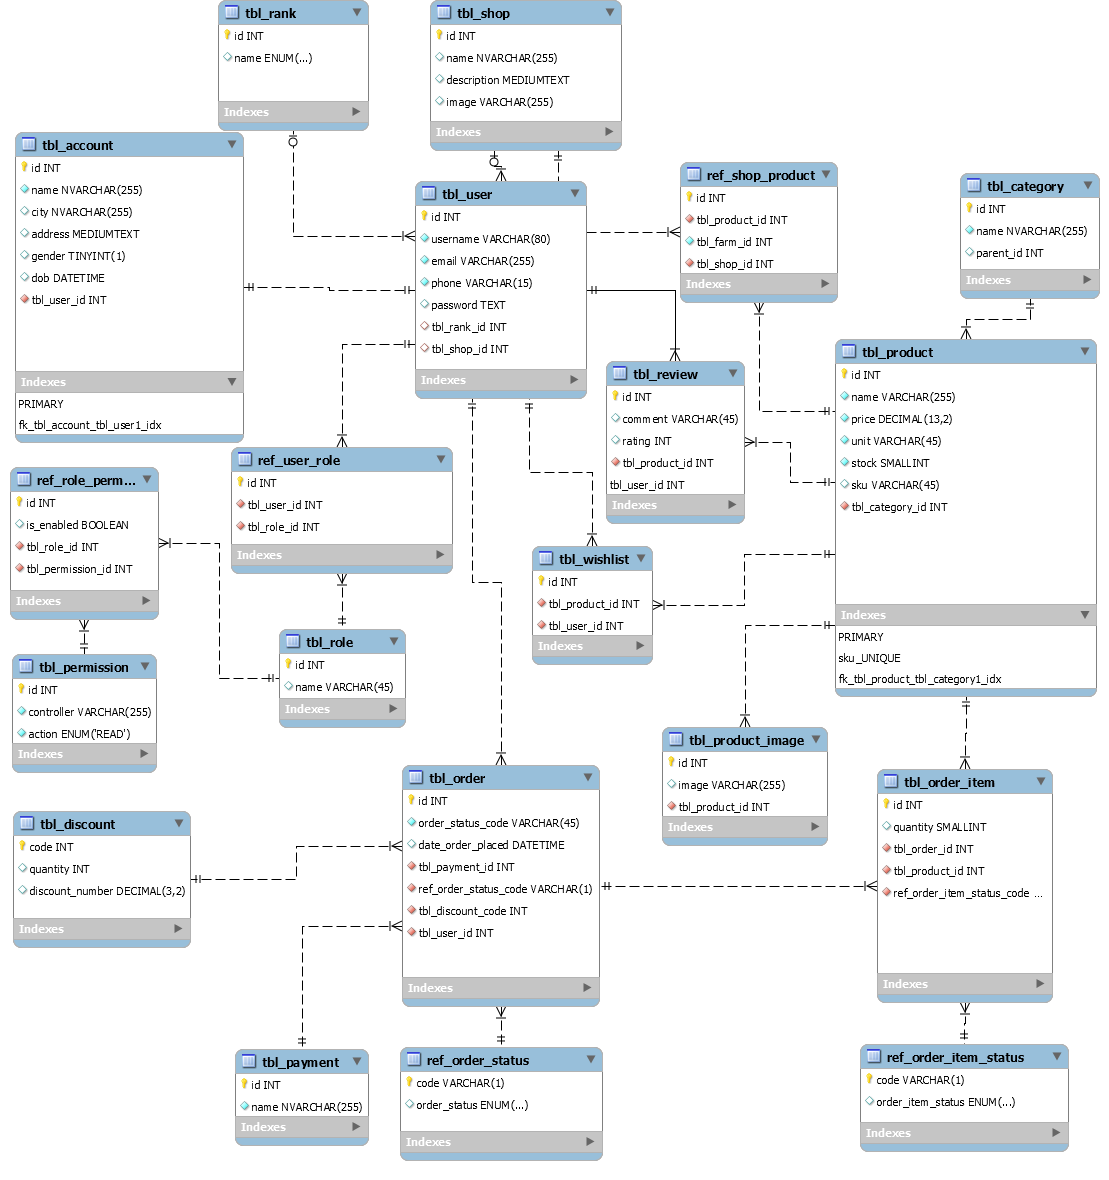 tbl_rank
id INT
name ENUM(...)
Indexes
tbl_shop
id INT
name NVARCHAR(255)
description MEDIUMTEXT
image VARCHAR(255)
Indexes
tbl_account
id INT
name NVARCHAR(255)
city NVARCHAR(255)
address MEDIUMTEXT
gender TINYINT(1)
dob DATETIME
tbl_user_id INT
Indexes
PRIMARY
fk_tbl_account_tbl_user1_idx
tbl_user
id INT
username VARCHAR(80)
email VARCHAR(255)
phone VARCHAR(15)
password TEXT
tbl_rank_id INT
tbl_shop_id INT
Indexes
ref_shop_product
id INT
tbl_product_id INT
tbl_farm_id INT
tbl_shop_id INT
Indexes
tbl_category
id INT
name NVARCHAR(255)
parent_id INT
Indexes
tbl_review
id INT
comment VARCHAR(45)
rating INT
tbl_product_id INT
tbl_user_id INT
Indexes
tbl_product
id INT
name VARCHAR(255)
price DECIMAL(13,2)
unit VARCHAR(45)
stock SMALLINT
sku VARCHAR(45)
tbl_category_id INT
Indexes
PRIMARY
sku_UNIQUE
fk_tbl_product_tbl_category1_idx
ref_role_perm...
id INT
is_enabled BOOLEAN
tbl_role_id INT
tbl_permission_id INT
Indexes
ref_user_role
id INT
tbl_user_id INT
tbl_role_id INT
Indexes
tbl_wishlist
id INT
tbl_product_id INT
tbl_user_id INT
Indexes
tbl_permission
id INT
controller VARCHAR(255)
action ENUM('READ')
Indexes
tbl_role
id INT
name VARCHAR(45)
Indexes
tbl_product_image
id INT
image VARCHAR(255)
tbl_product_id INT
Indexes
tbl_discount
code INT
quantity INT
discount_number DECIMAL(3,2)
Indexes
tbl_order
id INT
order_status_code VARCHAR(45)
date_order_placed DATETIME
tbl_payment_id INT
ref_order_status_code VARCHAR(1)
tbl_discount_code INT
tbl_user_id INT
Indexes
tbl_order_item
id INT
quantity SMALLINT
tbl_order_id INT
tbl_product_id INT
ref_order_item_status_code ...
Indexes
tbl_payment
id INT
name NVARCHAR(255)
Indexes
ref_order_status
code VARCHAR(1)
order_status ENUM(...)
Indexes
ref_order_item_status
code VARCHAR(1)
order_item_status ENUM(...)
Indexes